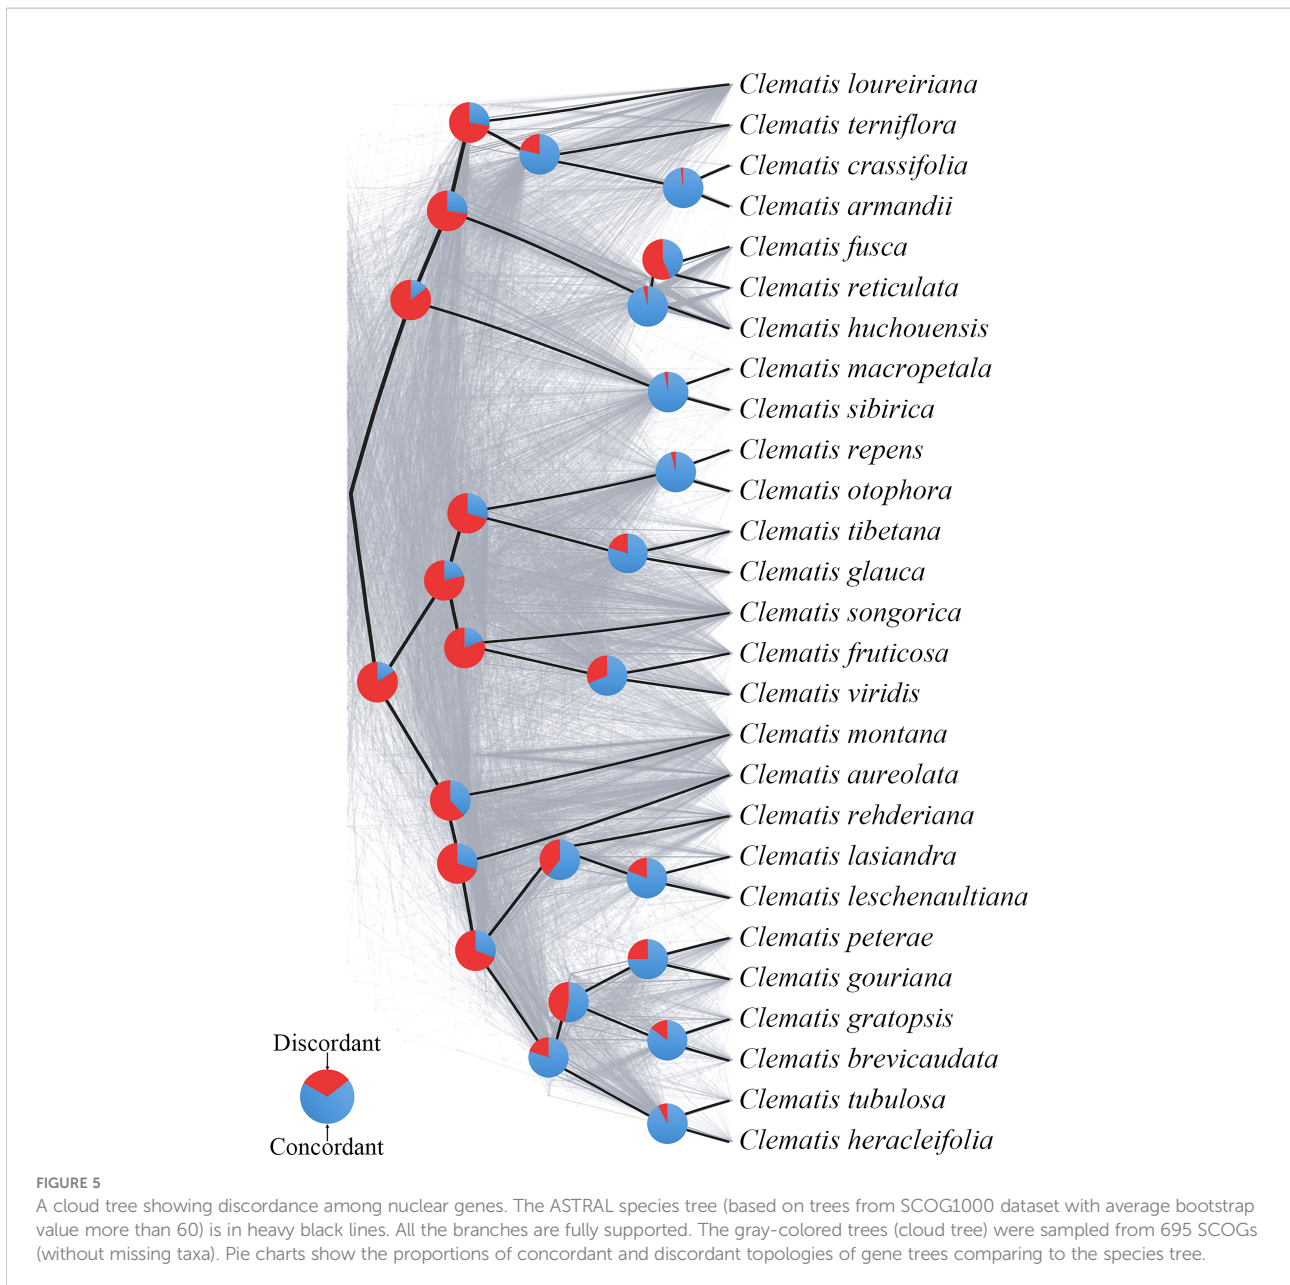 Clematis loureiriana
Clematis terniflora
Clematis crassifolia
Clematis armandii
Clematis fusca
Clematis reticulata
Clematis huchouensis
Clematis macropetala
Clematis sibirica
Clematis repens
Clematis otophora
Clematis tibetana
Clematis glauca
Clematis songorica
Clematis fruticosa
Clematis viridis
Clematis montana
Clematis aureolata
Clematis rehderiana
Clematis lasiandra
Clematis leschenaultiana
Clematis peterae
Clematis gouriana
Clematis gratopsis
Clematis brevicaudata
Clematis tubulosa
Clematis heracleifolia
Discordant
Concordant
FIGURE 5
A cloud tree showing discordance among nuclear genes. The ASTRAL species tree (based on trees from SCOG1000 dataset with average bootstrap
value more than 60) is in heavy black lines. All the branches are fully supported. The gray-colored trees (cloud tree) were sampled from 695 SCOGs
(without missing taxa). Pie charts show the proportions of concordant and discordant topologies of gene trees comparing to the species tree.